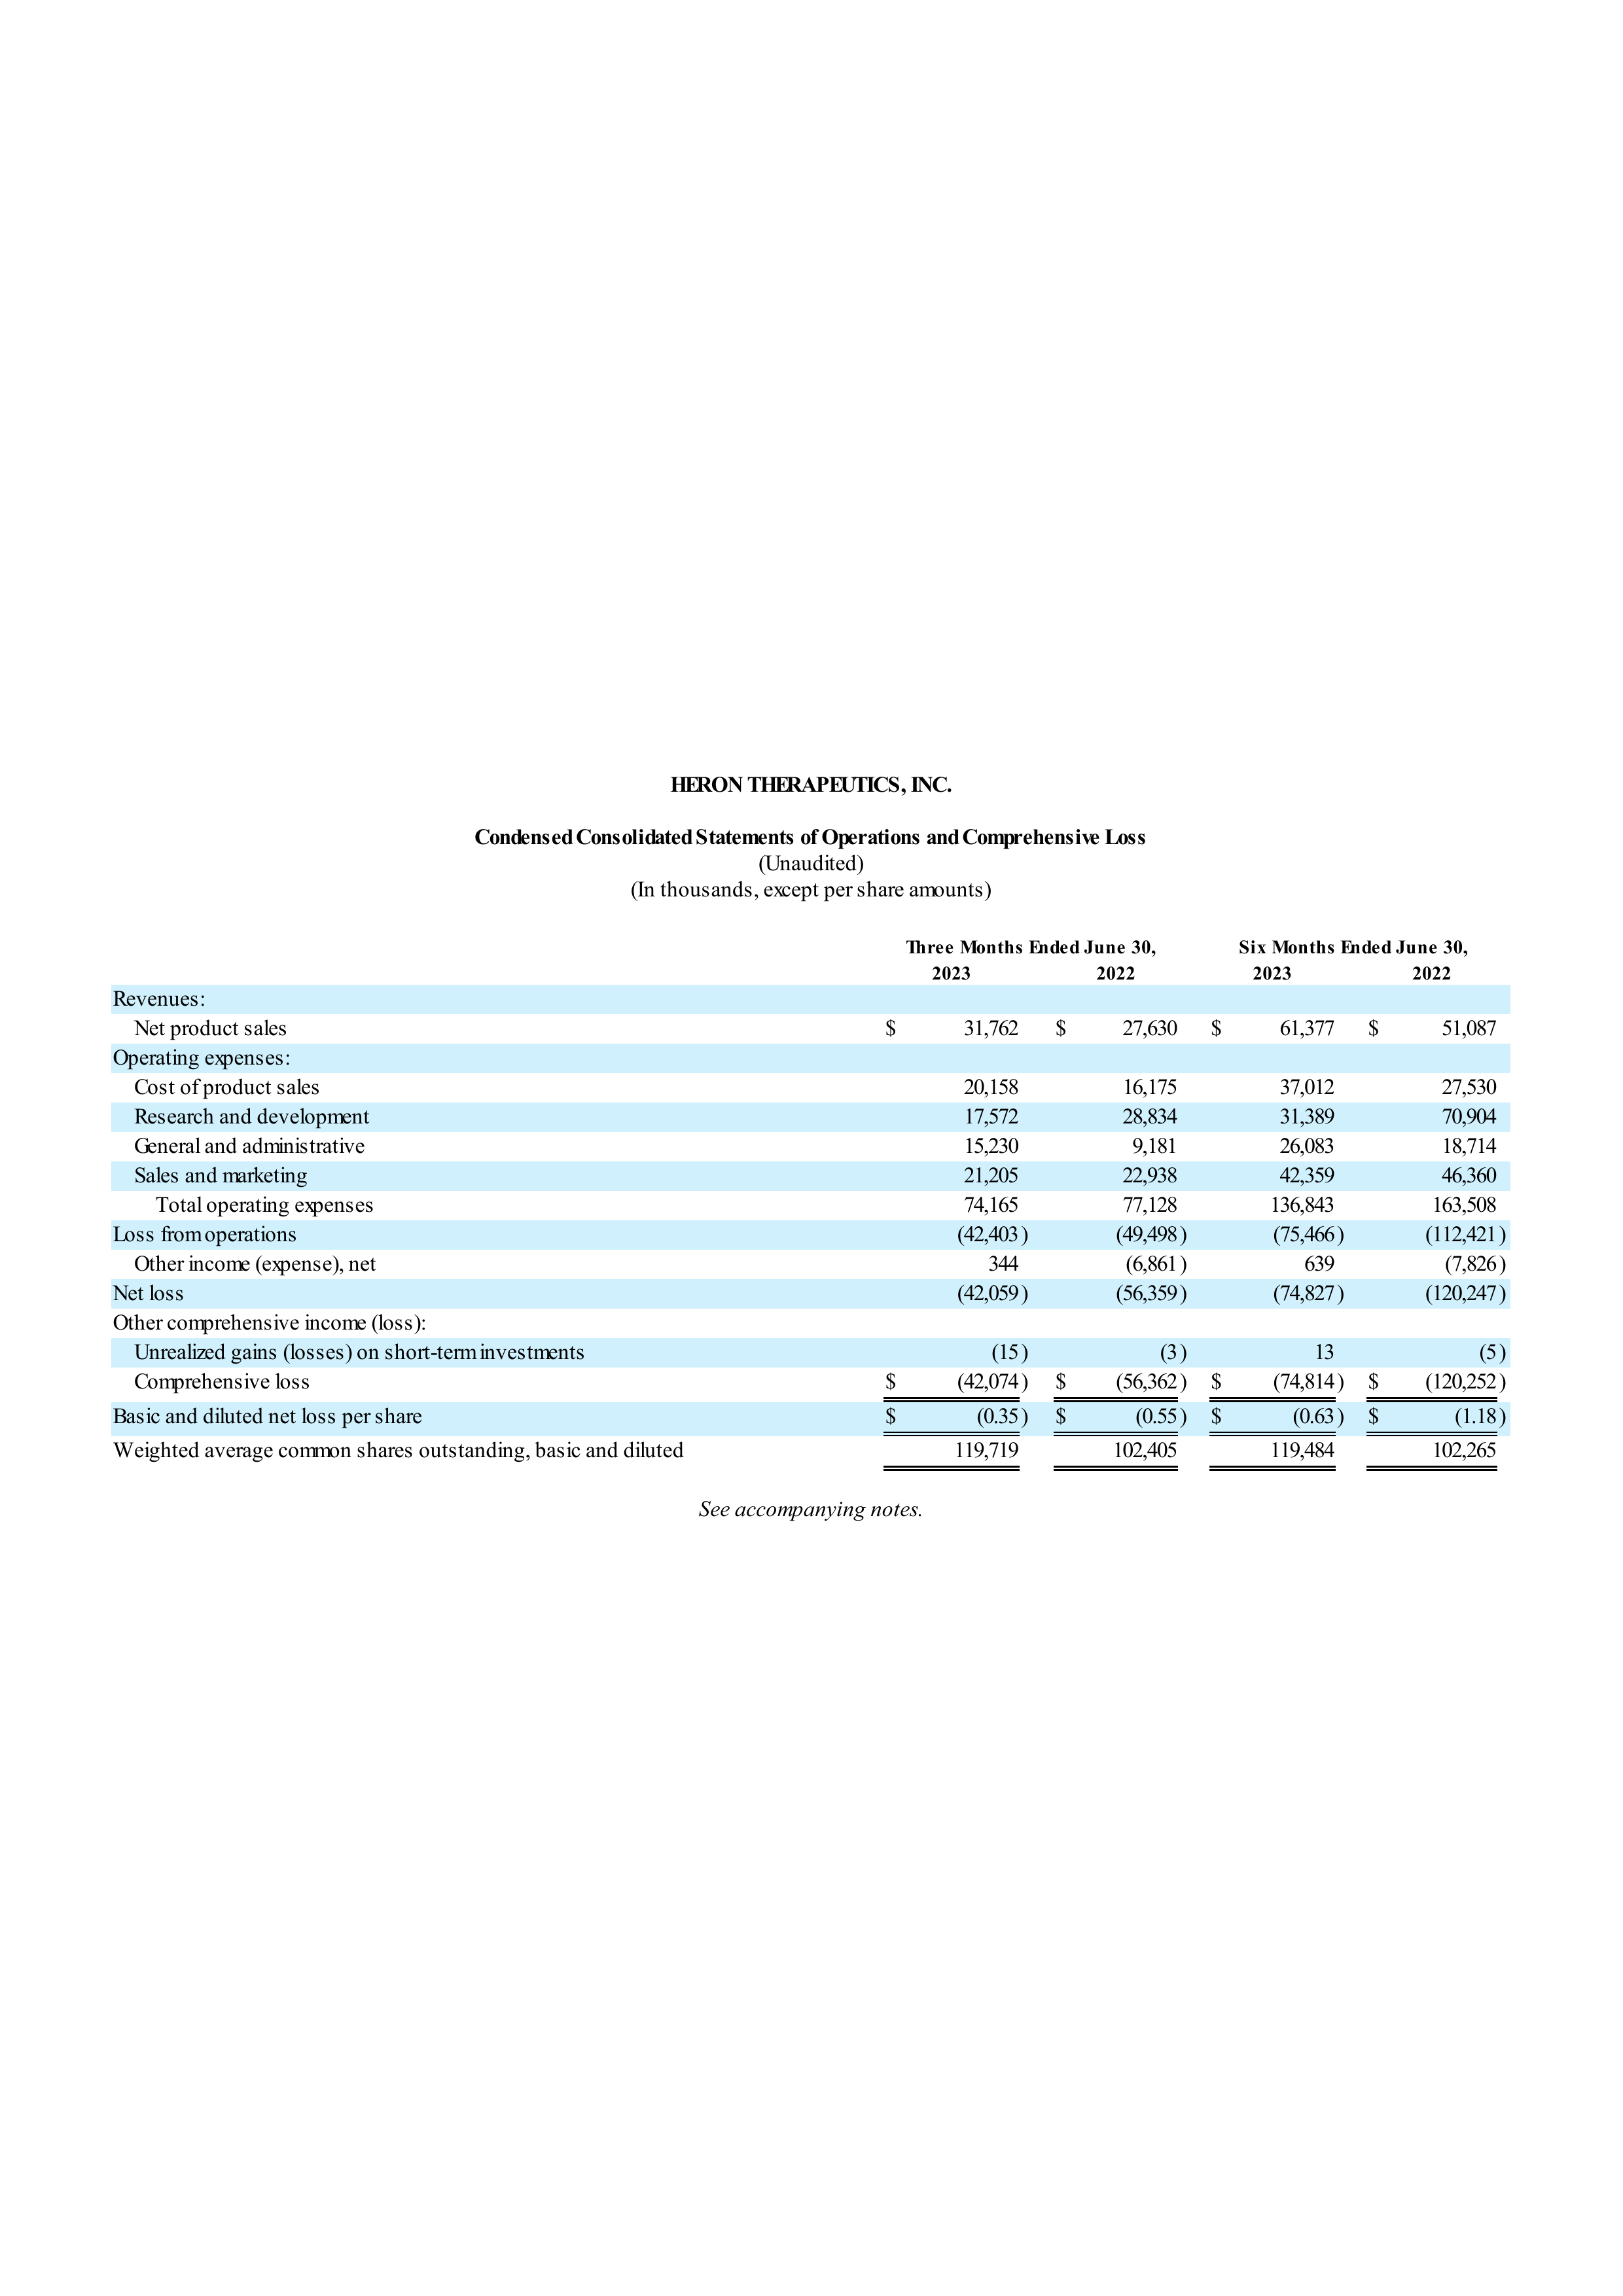 HERON THERAPEUTICS, INC.
Condensed Consolidated Statements of Operations and Comprehensive Loss
(Unaudited)
(In thousands, except per share amounts)
Three Months Ended June 30, Six Months Ended June 30,
2023 2022 2023 2022
Revenues:
Net product sales $ 31,762 $ 27,630 $ 61,377 $ 51,087
Operating expenses:
Cost of product sales 20,158 16,175 37,012 27,530
Research and development 17,572 28,834 31,389 70,904
General and administrative 15,230 9,181 26,083 18,714
Sales and marketing 21,205 22,938 42,359 46,360
Total operating expenses 74,165 77,128 136,843 163,508
Loss from operations (42,403) (49,498) (75,466) (112,421)
Other income (expense), net 344 (6,861) 639 (7,826)
Net loss (42,059) (56,359) (74,827) (120,247)
Other comprehensive income (loss):
Unrealized gains (losses) on short-term investments (15) (3) 13 (5)
Comprehensive loss $ (42,074) $ (56,362) $ (74,814) $ (120,252)
Basic and diluted net loss per share $ (0.35) $ (0.55) $ (0.63) $ (1.18)
Weighted average common shares outstanding, basic and diluted 119,719 102,405 119,484 102,265
See accompanying notes.